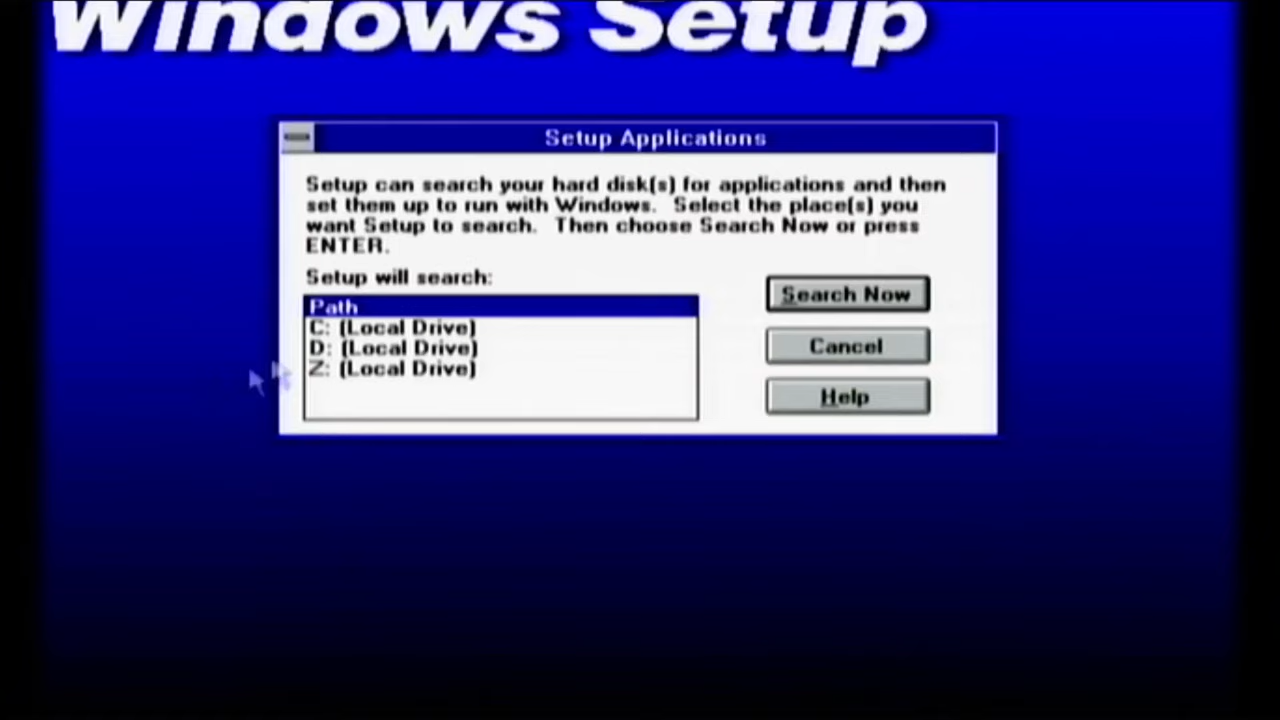 Windows Setup
Setup Applications
Setup can search your hard disk(s) for applications and then
set them up to run with Windows.  Select the place(s) you
want Setup to search.  Then choose Search Now or press
ENTER.
Setup will search:
Path
C: (Local Drive)
D: (Local Drive)
Z: (Local Drive)
Search Now
Cancel
Help